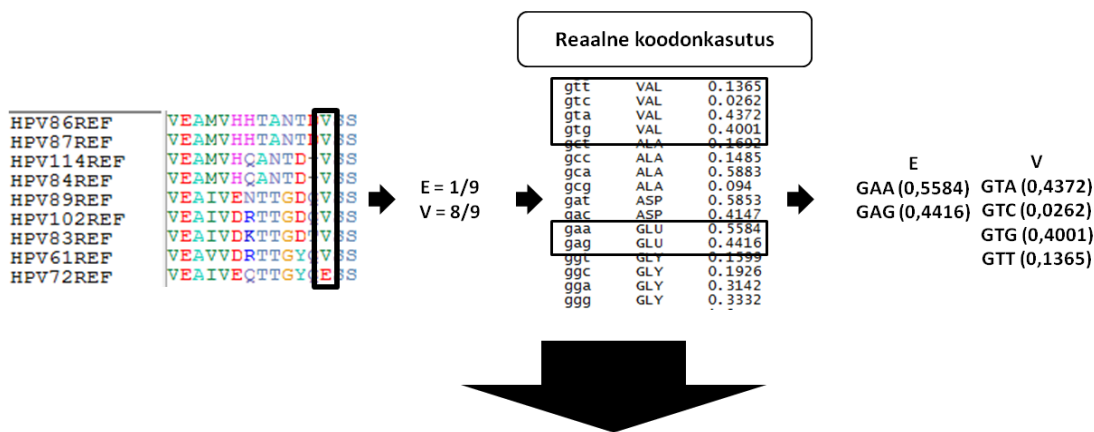 Reaalne koodonkasutus
HPV86REF VEAMVHHTANTDVSS
HPV87REF VEAMVHHTANTDVSS
HPV114REF VEAMVHQANTD-VSS
HPV84REF VEAMVHQANTD-VSS
HPV89REF VEAIVENTTGDQVSS
HPV102REF VEAIVDRTTGDQVSS
HPV83REF VEAIVDKTTGDTVSS
HPV61REF VEAVVDRTTGYQVSS
HPV72REF VEAIVEQTTGYQESS
E = 1/9
V = 8/9
gtt VAL 0.1365
gtc VAL 0.0262
gta VAL 0.4372
gtg VAL 0.4001
gct ALA 0.1692
gcc ALA 0.1485
gca ALA 0.5883
gcg ALA 0.094
gat ASP 0.5853
gac ASP 0.4147
gaa GLU 0.5584
gag GLU 0.4416
ggt GLY 0.1599
ggc GLY 0.1926
gga GLY 0.3142
ggg GLY 0.3332
E V
GAA (0,5584) GTA (0,4372)
GAG (0,4416) GTC (0,0262)
GTG (0,4001)
GTT (0,1365)